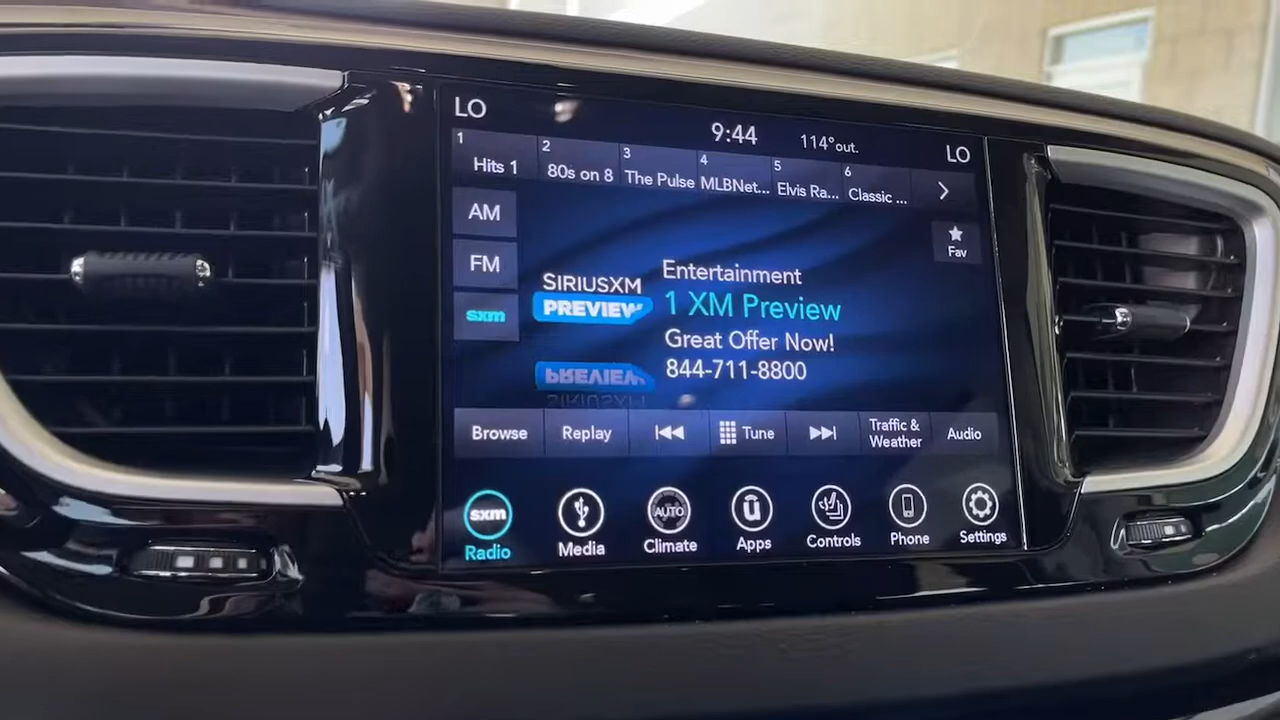 LO
9:44
114° out.
LO
1
Hits 1
2
80s on 8
3
The Pulse
4
MLBNet...
5
Elvis Ra...
6
Classic ...
AM
FM
sxm
Fav
SIRIUSXM
PREVIEW
Entertainment
1 XM Preview
Great Offer Now!
844-711-8800
PREVIEW
SIRIUSXM
Browse
Replay
Tune
Traffic &
Weather
Audio
sxm
AUTO
Radio
Media
Climate
Apps
Controls
Phone
Settings